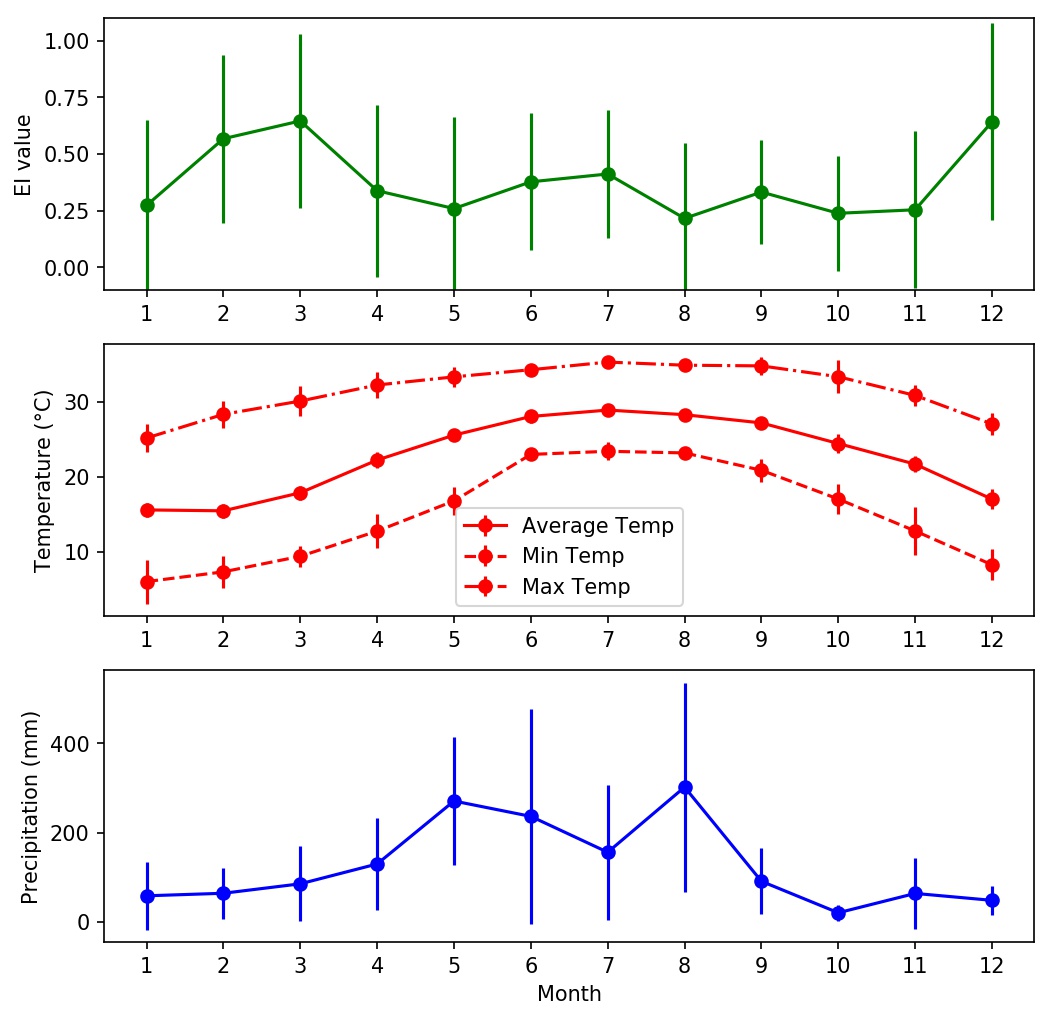 EI value
1.00
0.75
0.50
0.25
0.00
1 2 3 4 5 6 7 8 9 10 11 12
Temperature (°C)
30
20
10
Average Temp
Min Temp
Max Temp
1 2 3 4 5 6 7 8 9 10 11 12
Precipitation (mm)
400
200
0
1 2 3 4 5 6 7 8 9 10 11 12
Month